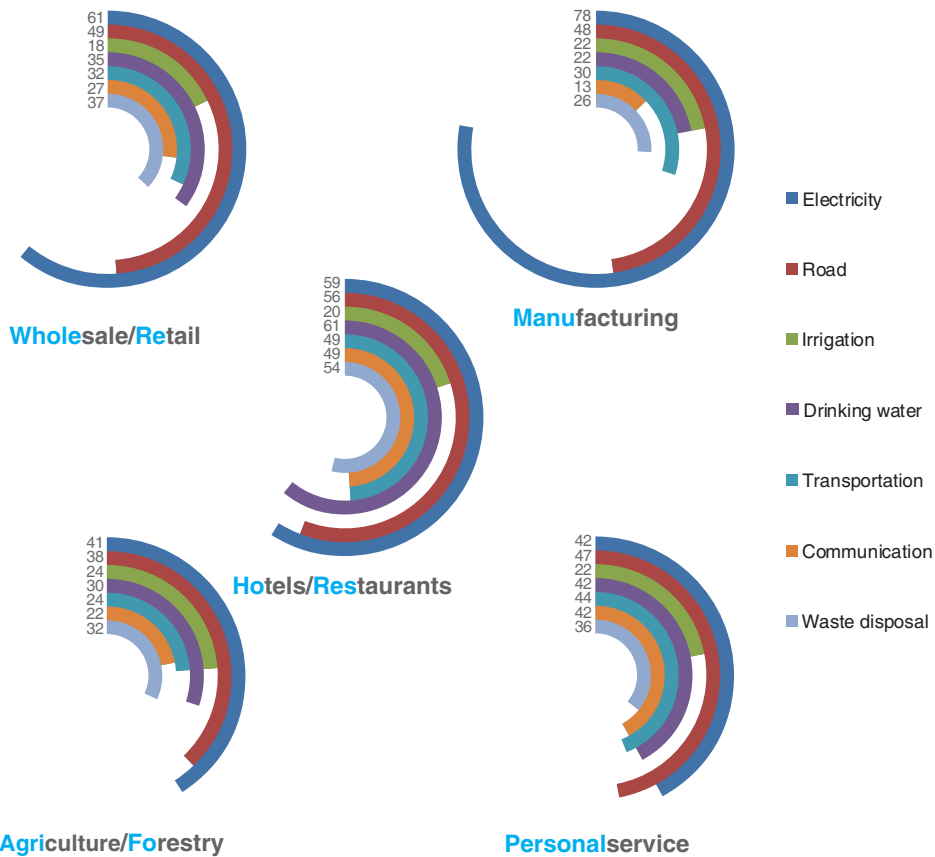 61
49
18
35
32
27
37
Wholesale/Retail
78
48
22
22
30
13
26
Manufacturing
59
56
20
61
49
49
54
Hotels/Restaurants
41
38
24
30
24
22
32
Agriculture/Forestry
42
47
22
42
44
42
36
Personalservice
Electricity
Road
Irrigation
Drinking water
Transportation
Communication
Waste disposal